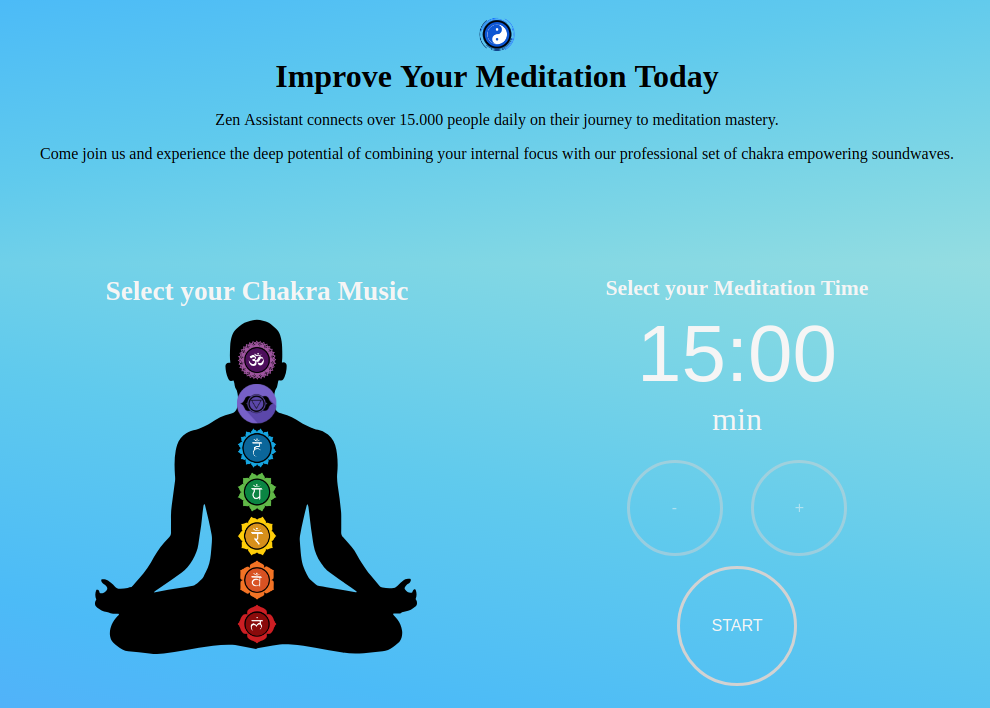 Improve Your Meditation Today
Zen Assistant connects over 15.000 people daily on their journey to meditation mastery.
Come join us and experience the deep potential of combining your internal focus with our professional set of chakra empowering soundwaves.
Select your Chakra Music
ॐ
हं
यं
रं
वं
लं
Select your Meditation Time
15:00
min
-
+
START